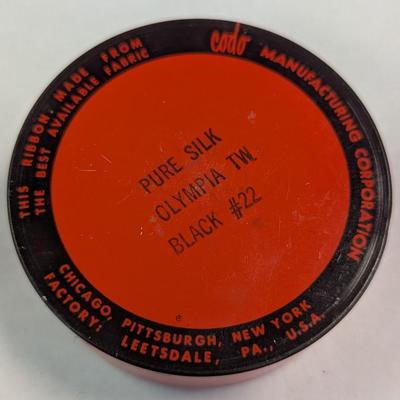 THIS RIBBON MADE FROM
THE BEST AVAILABLE FABRIC
codo MANUFACTURING CORPORATION
PURE SILK
OLYMPIA TW.
BLACK #22
CHICAGO, PITTSBURGH, NEW YORK
FACTORY: LEETSDALE, PA., U.S.A.